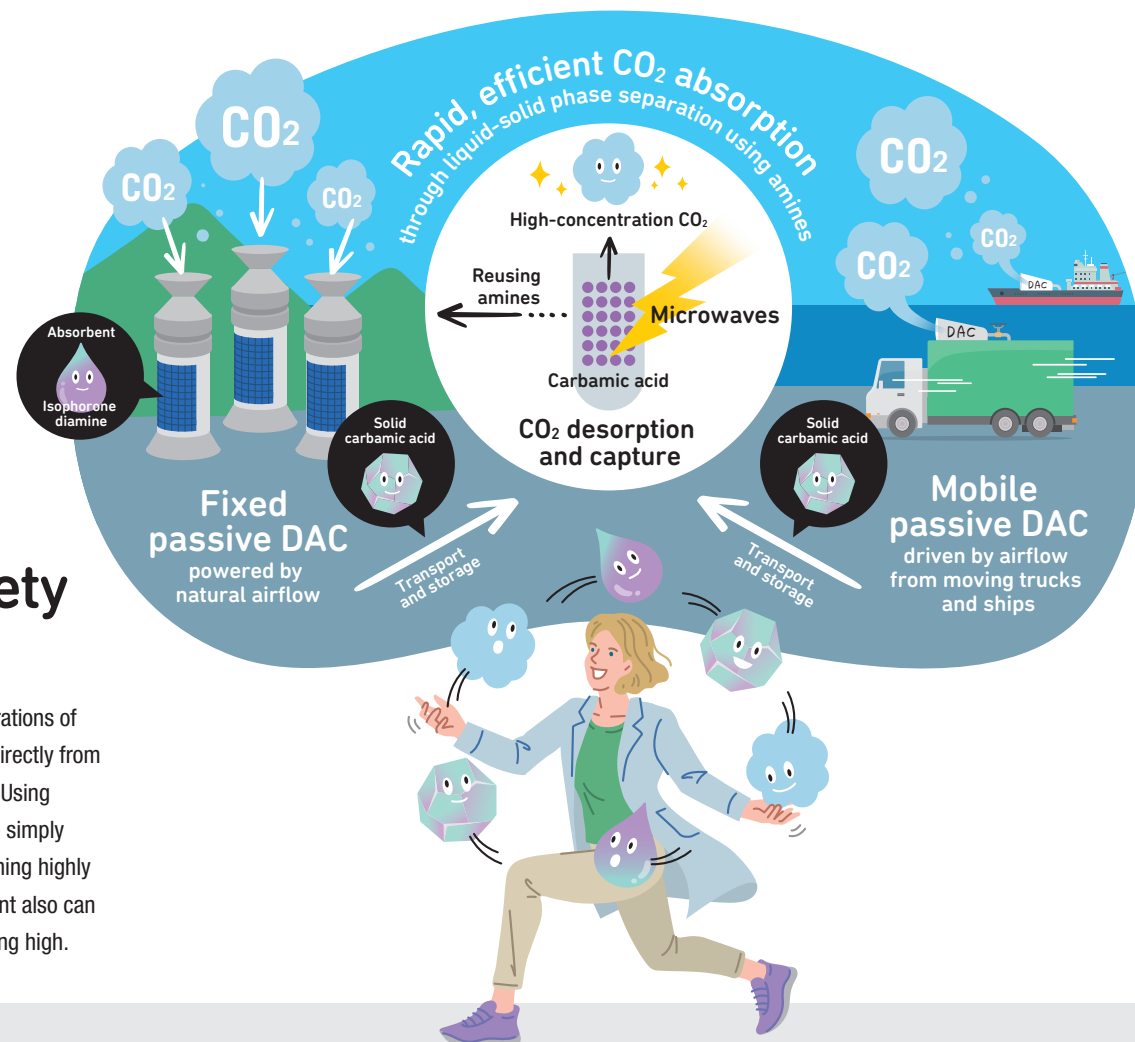 Rapid, efficient CO₂ absorption
through liquid-solid phase separation using amines
CO₂
CO₂
CO₂
CO₂
CO₂
CO₂
DAC
DAC
High-concentration CO₂
Reusing
amines
Microwaves
Carbamic acid
CO₂ desorption
and capture
Absorbent
Isophorone
diamine
Solid
carbamic acid
Solid
carbamic acid
Fixed
passive DAC
powered by
natural airflow
Transport
and storage
Transport
and storage
Mobile
passive DAC
driven by airflow
from moving trucks
and ships
ety
rations of
irectly from
Using
simply
ning highly
nt also can
ng high.